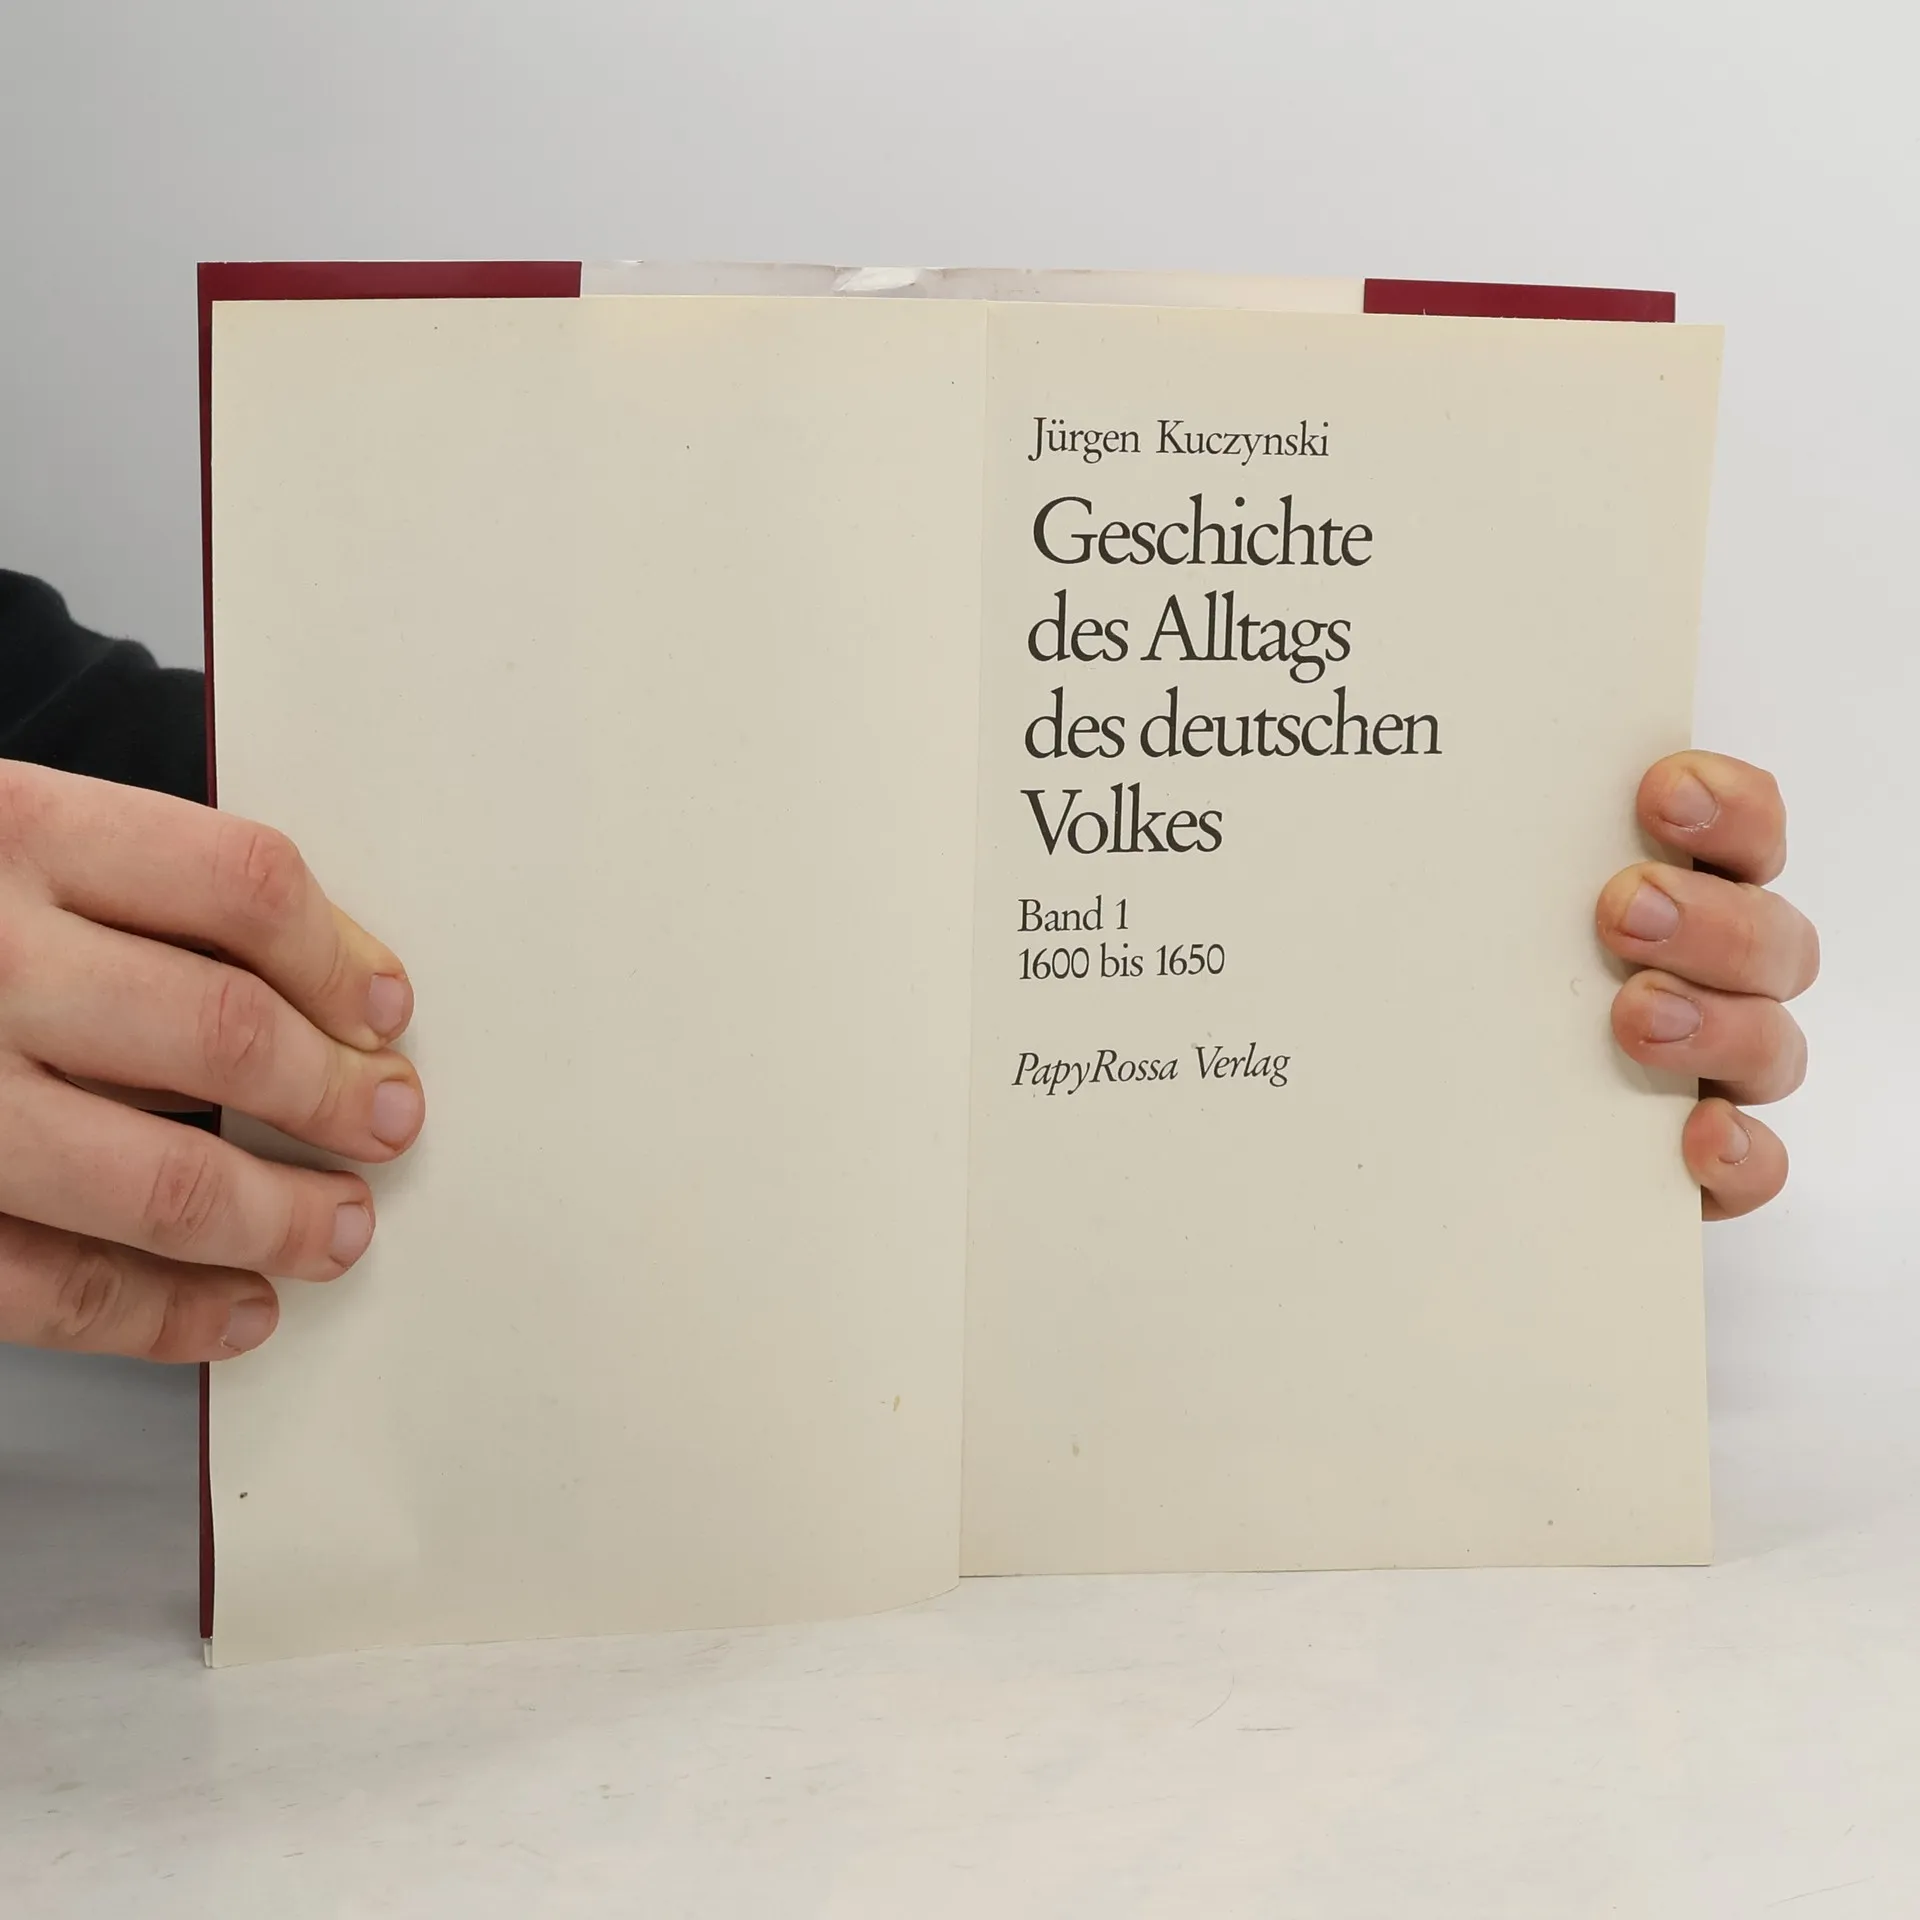 Jürgen Kuczynski
Geschichte
des Alltags
des deutschen
Volkes
Band 1
1600 bis 1650
PapyRossa Verlag